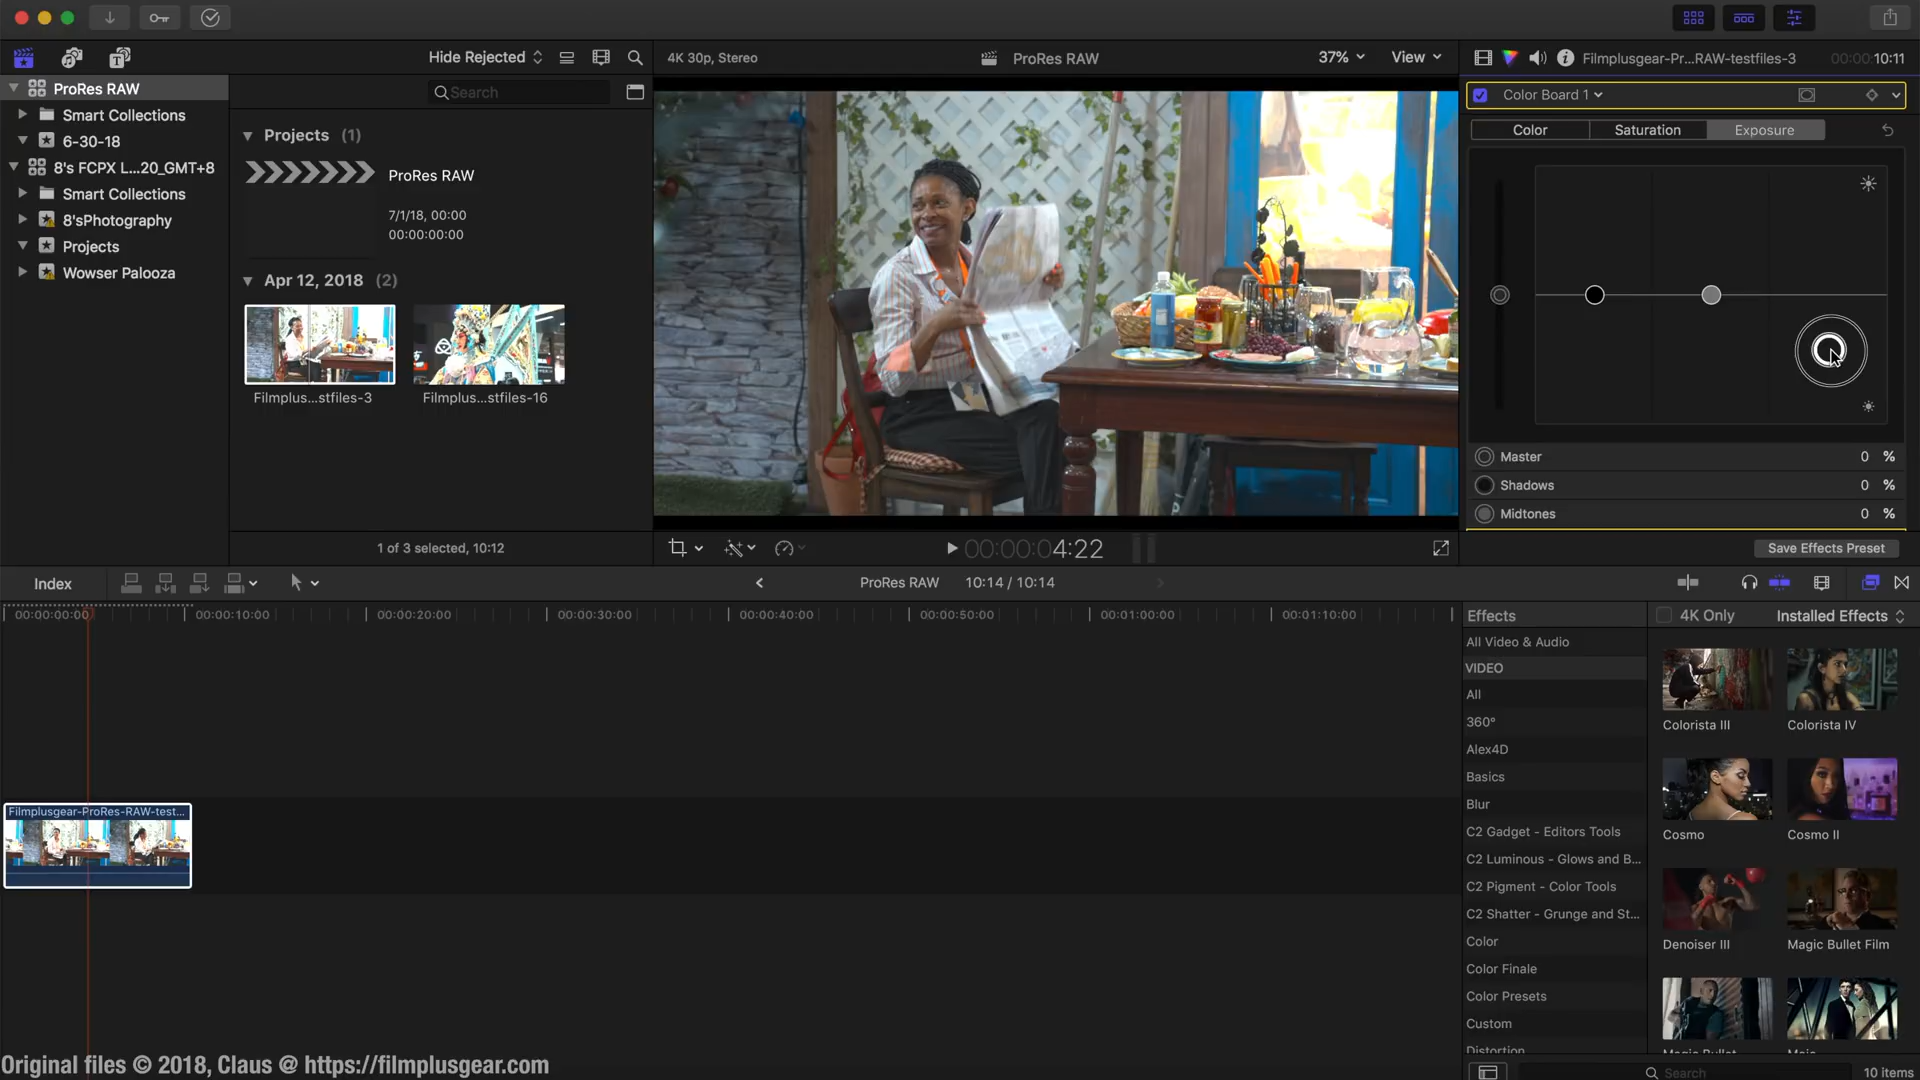 Hide Rejected
4K 30p, Stereo
ProRes RAW
37%
View
Filmplusgear-Pr...RAW-testfiles-3
00:00:10:11
ProRes RAW
Smart Collections
6-30-18
8's FCPX L...20_GMT+8
Smart Collections
8'sPhotography
Projects
Wowser Palooza
Search
Projects (1)
ProRes RAW
7/1/18, 00:00
00:00:00:00
Apr 12, 2018 (2)
Filmplus...stfiles-3
Filmplus...stfiles-16
1 of 3 selected, 10:12
00:00:04:22
Color Board 1
Color
Saturation
Exposure
Master 0 %
Shadows 0 %
Midtones 0 %
Save Effects Preset
Index
ProRes RAW
10:14 / 10:14
00:00:00:00
00:00:10:00
00:00:20:00
00:00:30:00
00:00:40:00
00:00:50:00
00:01:00:00
00:01:10:00
Filmplusgear-ProRes-RAW-test...
Effects
4K Only
Installed Effects
All Video & Audio
VIDEO
All
360°
Alex4D
Basics
Blur
C2 Gadget - Editors Tools
C2 Luminous - Glows and B...
C2 Pigment - Color Tools
C2 Shatter - Grunge and St...
Color
Color Finale
Color Presets
Custom
Distortion
Colorista III
Colorista IV
Cosmo
Cosmo II
Denoiser III
Magic Bullet Film
Magic Bullet
Mojo
Search
10 items
Original files © 2018, Claus @ https://filmplusgear.com